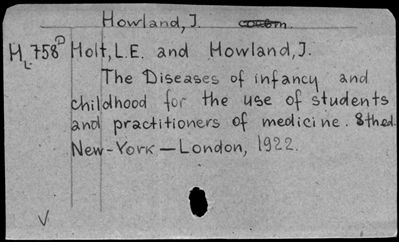 Howland, J.
M 758 D Holt, L.E. and Howland, J.
L
The Diseases of infancy and
childhood for the use of students
and practitioners of medicine. 8th ed.
New-York — London, 1922.
V